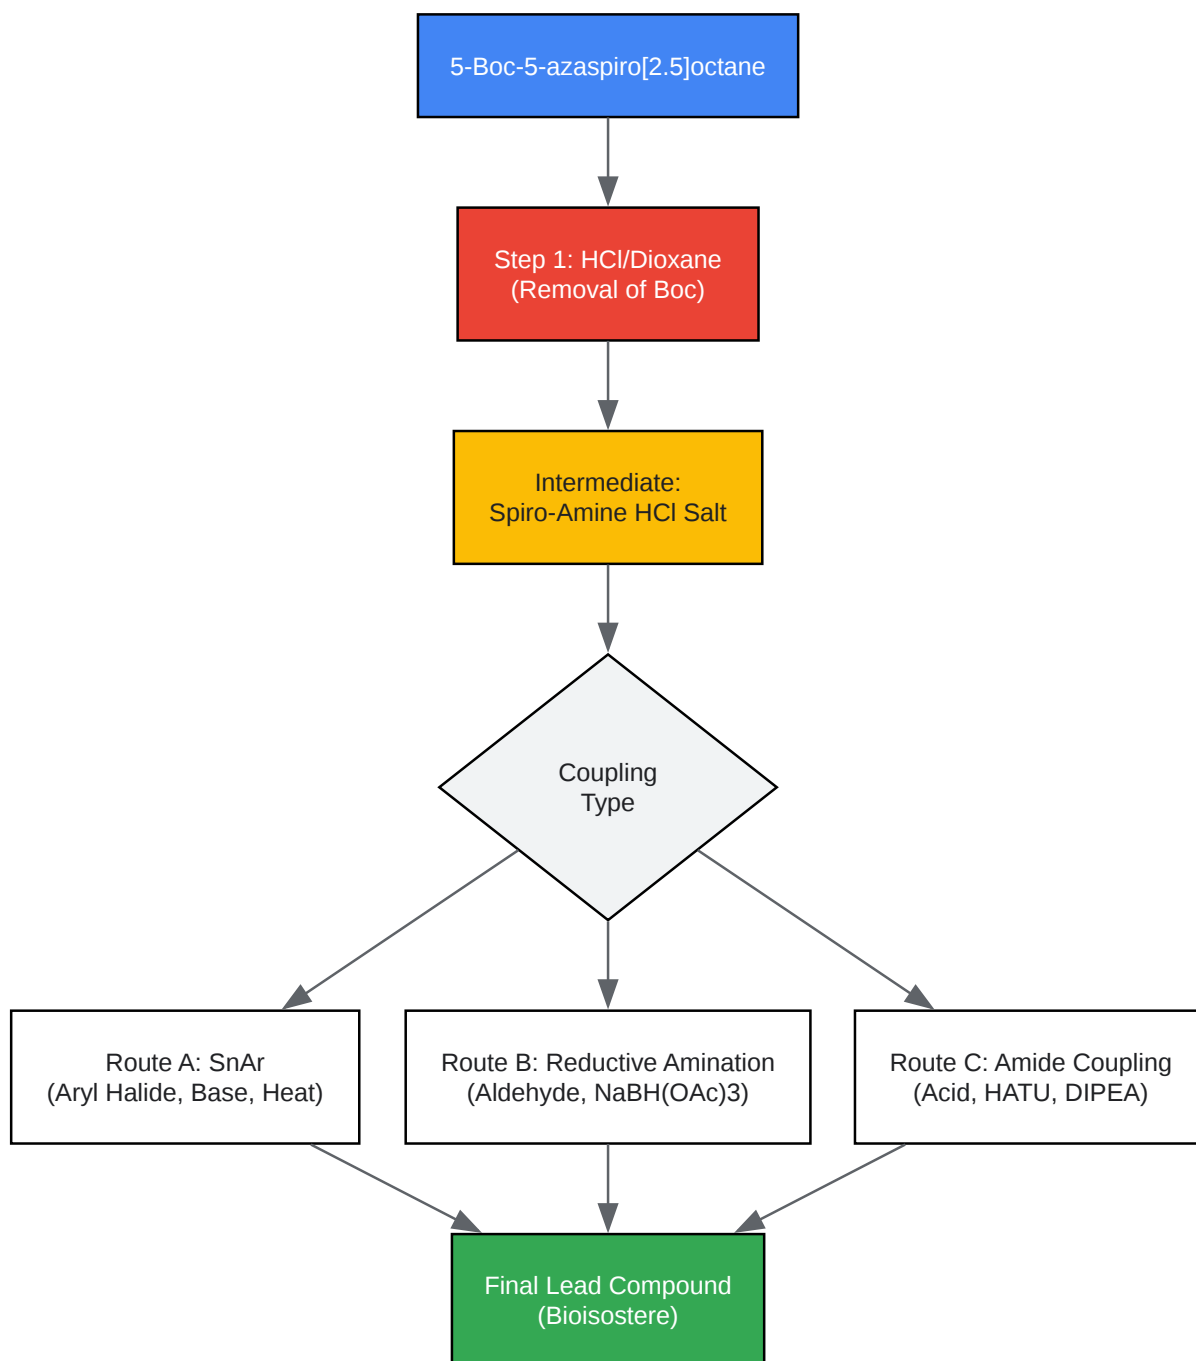 5-Boc-5-azaspiro[2.5]octane
Step 1: HCl/Dioxane
(Removal of Boc)
Intermediate:
Spiro-Amine HCl Salt
Coupling
Type
Route A: SnAr
(Aryl Halide, Base, Heat)
Route B: Reductive Amination
(Aldehyde, NaBH(OAc)3)
Route C: Amide Coupling
(Acid, HATU, DIPEA)
Final Lead Compound
(Bioisostere)